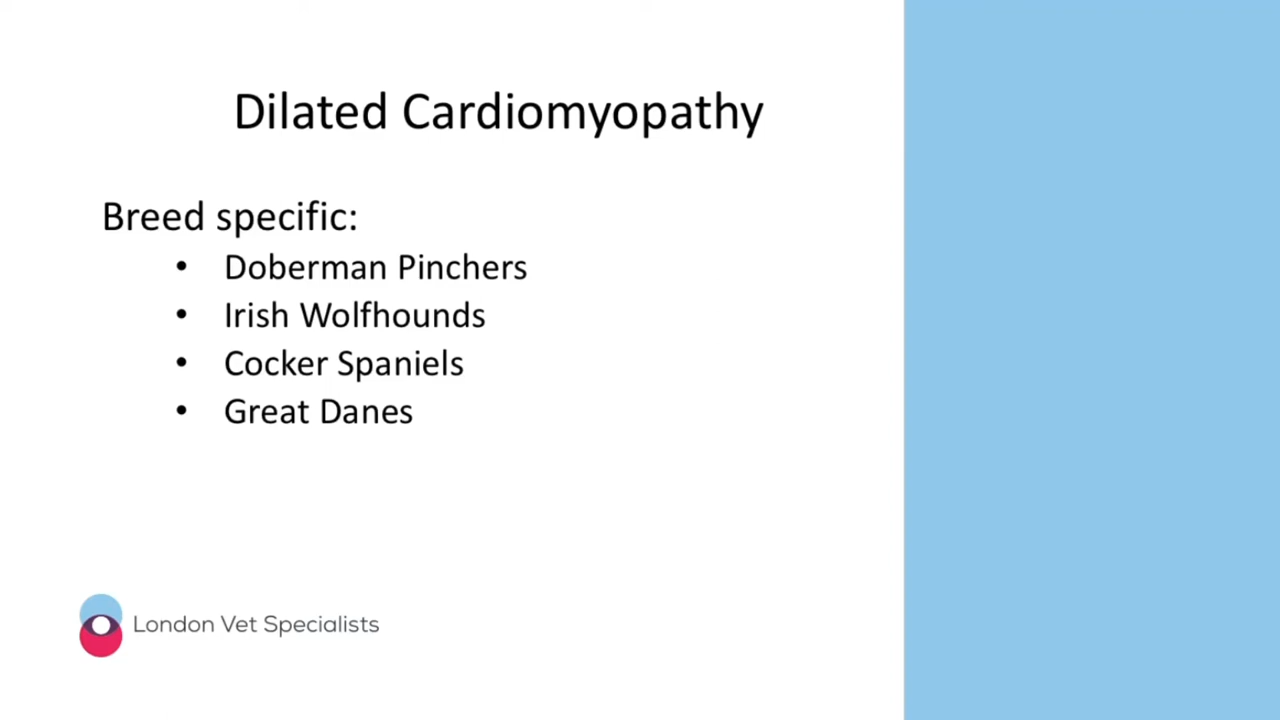 Dilated Cardiomyopathy
Breed specific:
• Doberman Pinchers
• Irish Wolfhounds
• Cocker Spaniels
• Great Danes
London Vet Specialists